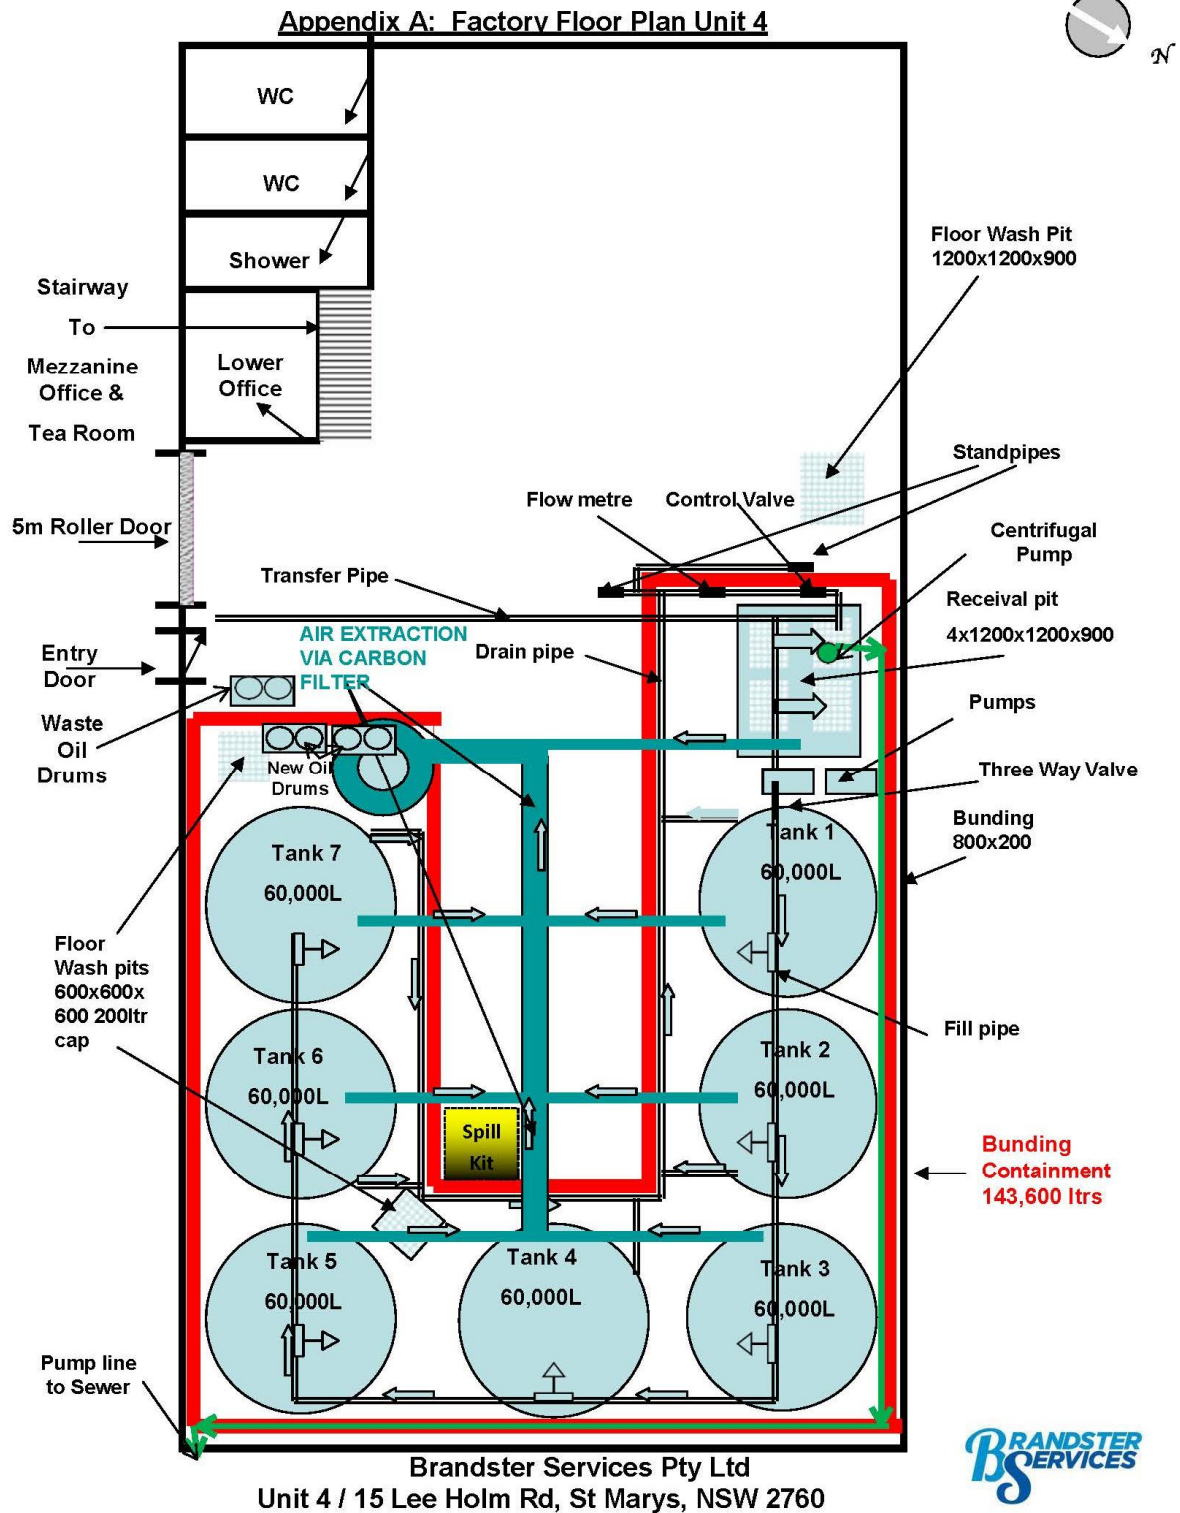 Appendix A:  Factory Floor Plan Unit 4
N
WC
WC
Shower
Stairway
To
Mezzanine
Office &
Tea Room
Lower
Office
Floor Wash Pit
1200x1200x900
Standpipes
Flow metre
Control Valve
5m Roller Door
Centrifugal
Pump
Transfer Pipe
Receival pit
4x1200x1200x900
AIR EXTRACTION
VIA CARBON
FILTER
Drain pipe
Entry
Door
Waste
Oil
Drums
Pumps
New Oil
Drums
Three Way Valve
Bunding
800x200
Tank 7
60,000L
Tank 1
60,000L
Floor
Wash pits
600x600x
600 200ltr
cap
Fill pipe
Tank 6
60,000L
Tank 2
60,000L
Spill
Kit
Bunding
Containment
143,600 ltrs
Tank 5
60,000L
Tank 4
60,000L
Tank 3
60,000L
Pump line
to Sewer
Brandster Services Pty Ltd
Unit 4 / 15 Lee Holm Rd, St Marys, NSW 2760
BRANDSTER
SERVICES